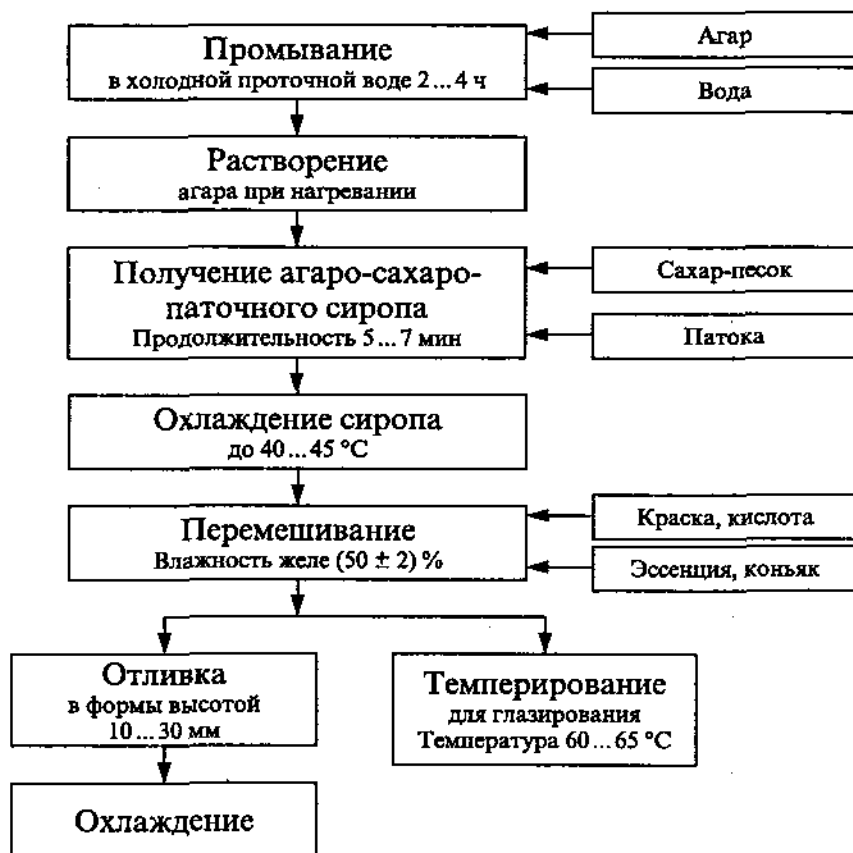 Промывание
в холодной проточной воде 2 ... 4 ч
Агар
Вода
Растворение
агара при нагревании
Получение агаро-сахаро-
паточного сиропа
Продолжительность 5 ... 7 мин
Сахар-песок
Патока
Охлаждение сиропа
до 40 ... 45 °С
Перемешивание
Влажность желе (50 ± 2) %
Краска, кислота
Эссенция, коньяк
Отливка
в формы высотой
10 ... 30 мм
Темперирование
для глазирования
Температура 60 ... 65 °С
Охлаждение